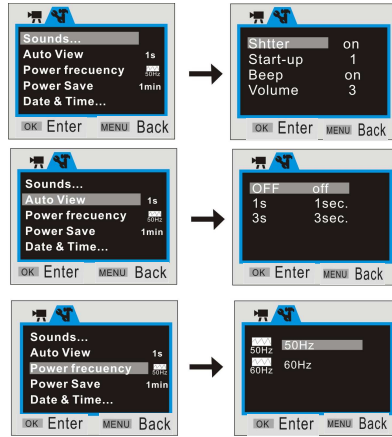 Sounds...
Auto View 1s
Power frecuency 50Hz
Power Save 1min
Date & Time...
OK Enter MENU Back
Shtter on
Start-up 1
Beep on
Volume 3
OK Enter MENU Back
Sounds...
Auto View 1s
Power frecuency 50Hz
Power Save 1min
Date & Time...
OK Enter MENU Back
OFF off
1s 1sec.
3s 3sec.
OK Enter MENU Back
Sounds...
Auto View 1s
Power frecuency 50Hz
Power Save 1min
Date & Time...
OK Enter MENU Back
50Hz 50Hz
60Hz 60Hz
OK Enter MENU Back